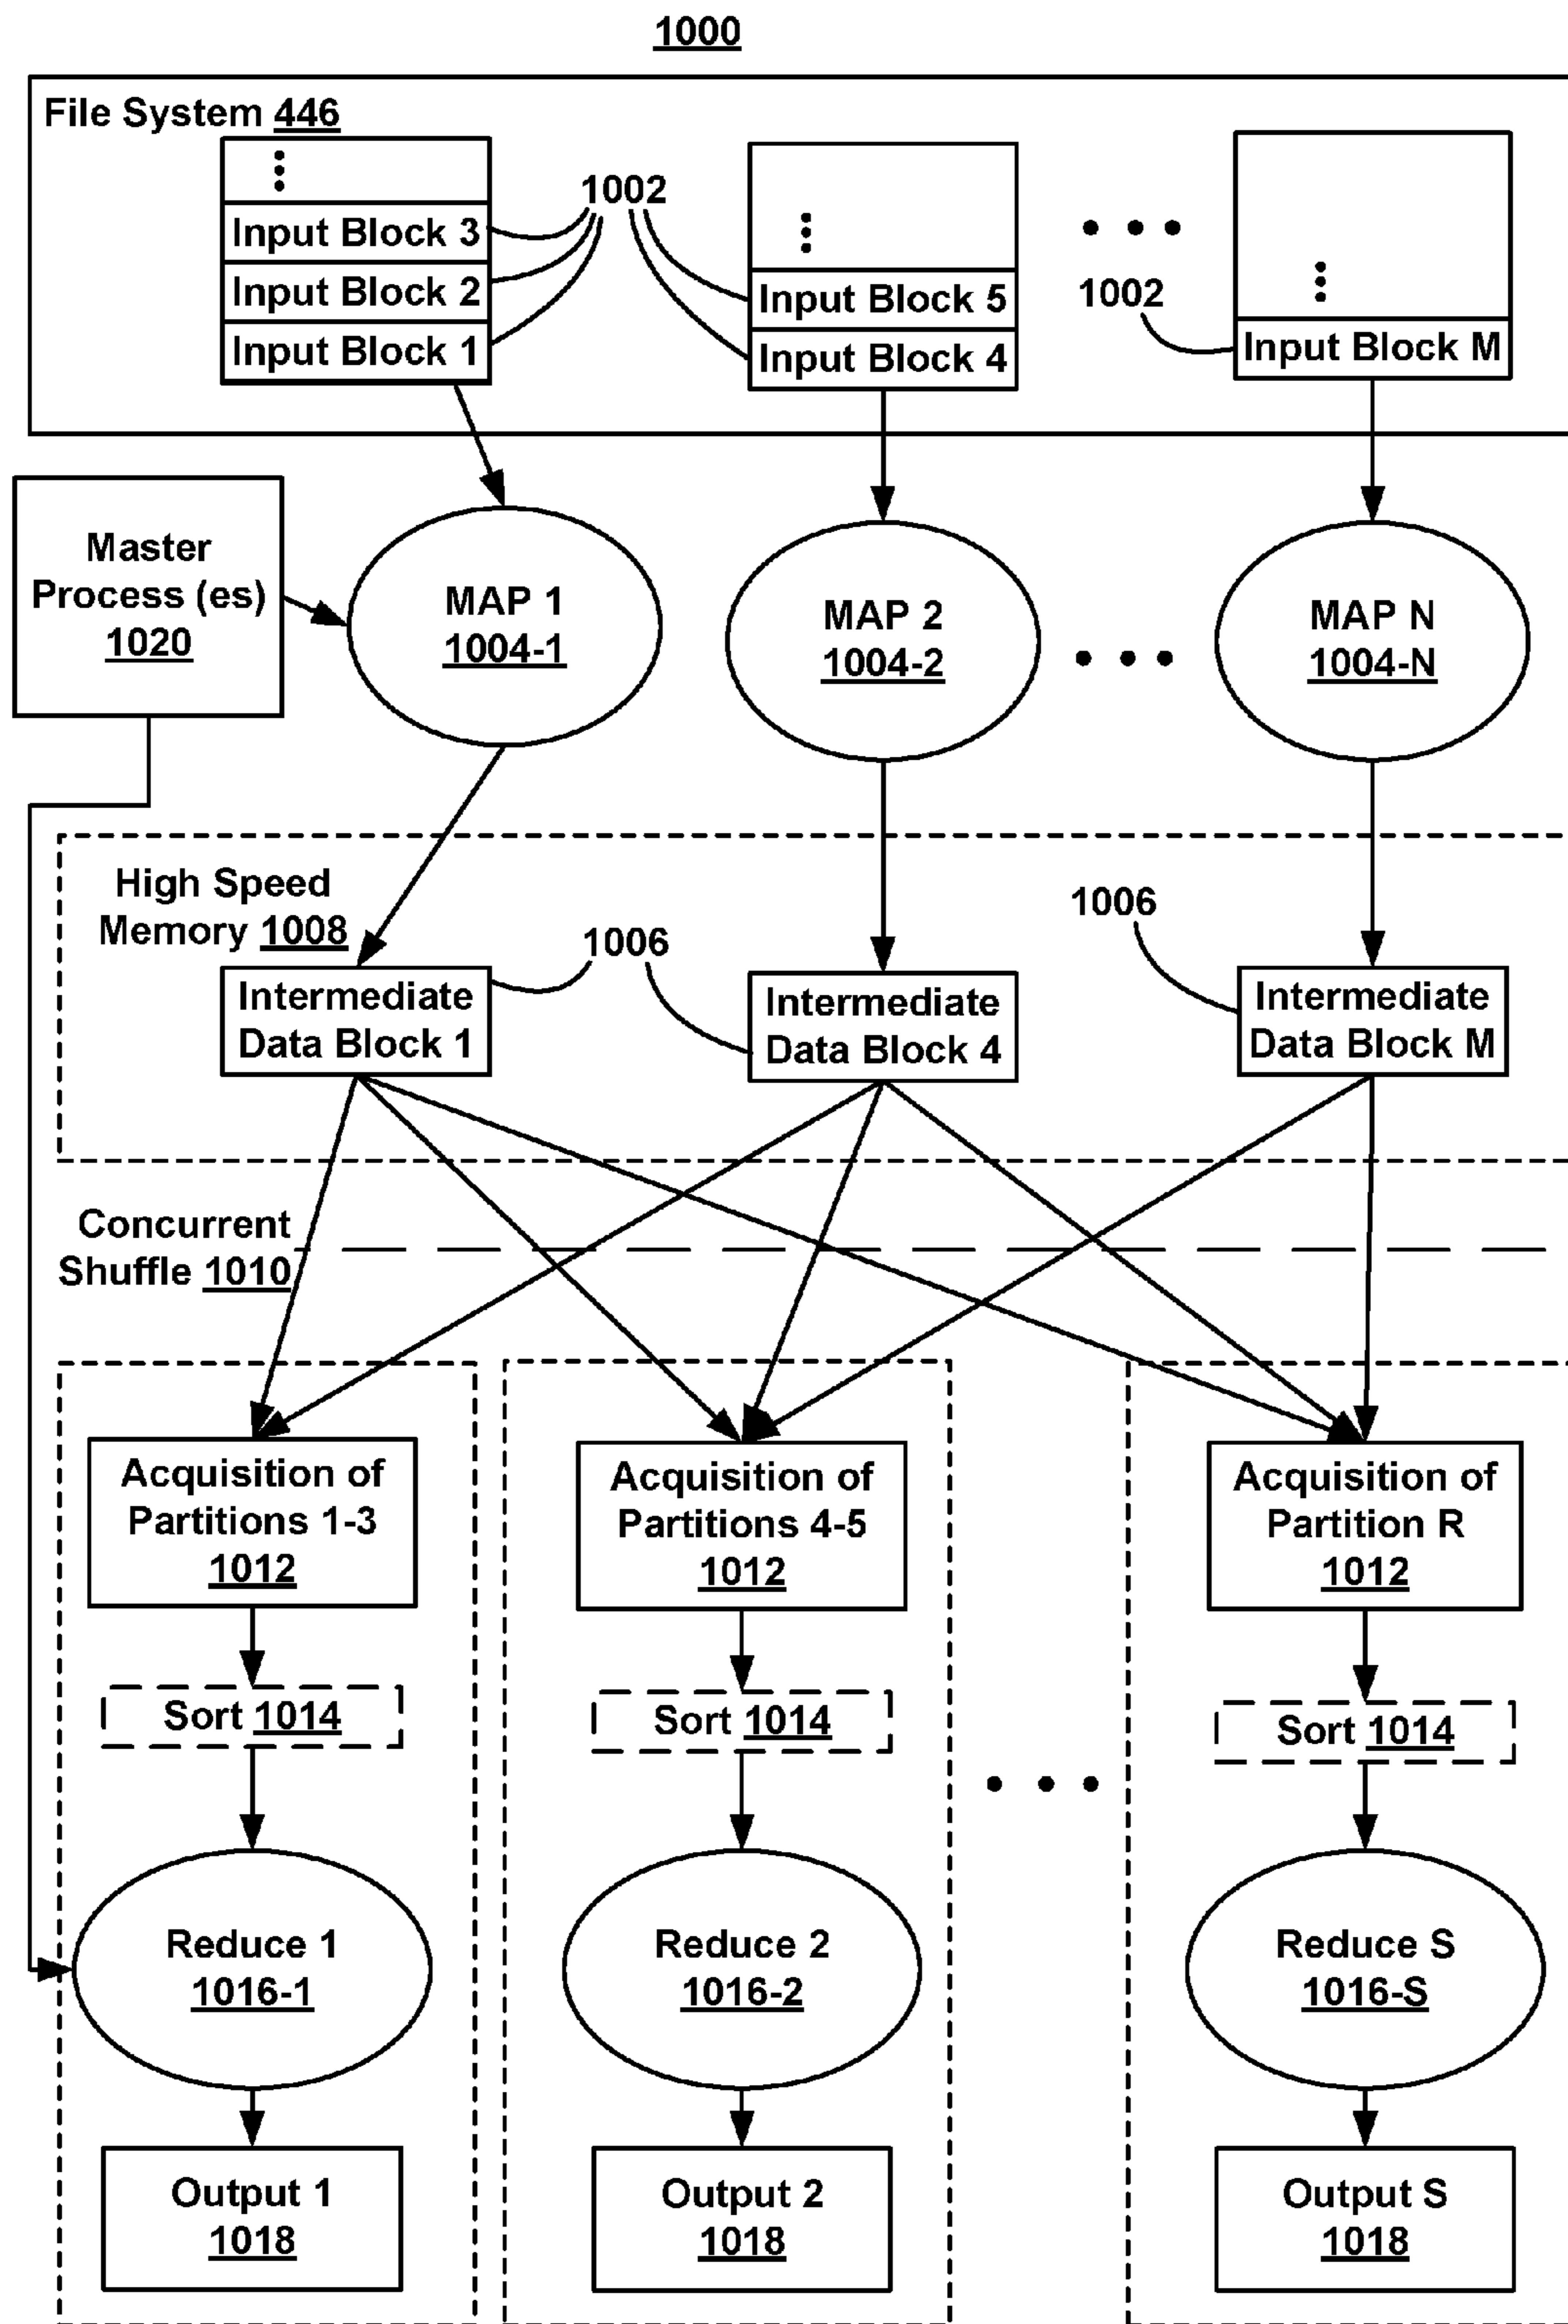 1000
File System 446
1002
Input Block 3
Input Block 2
Input Block 1
Input Block 5
Input Block 4
1002
Input Block M
Master
Process (es)
1020
MAP 1
1004-1
MAP 2
1004-2
MAP N
1004-N
High Speed
Memory 1008
1006
1006
Intermediate
Data Block 1
Intermediate
Data Block 4
Intermediate
Data Block M
Concurrent
Shuffle 1010
Acquisition of
Partitions 1-3
1012
Acquisition of
Partitions 4-5
1012
Acquisition of
Partition R
1012
Sort 1014
Sort 1014
Sort 1014
Reduce 1
1016-1
Reduce 2
1016-2
Reduce S
1016-S
Output 1
1018
Output 2
1018
Output S
1018